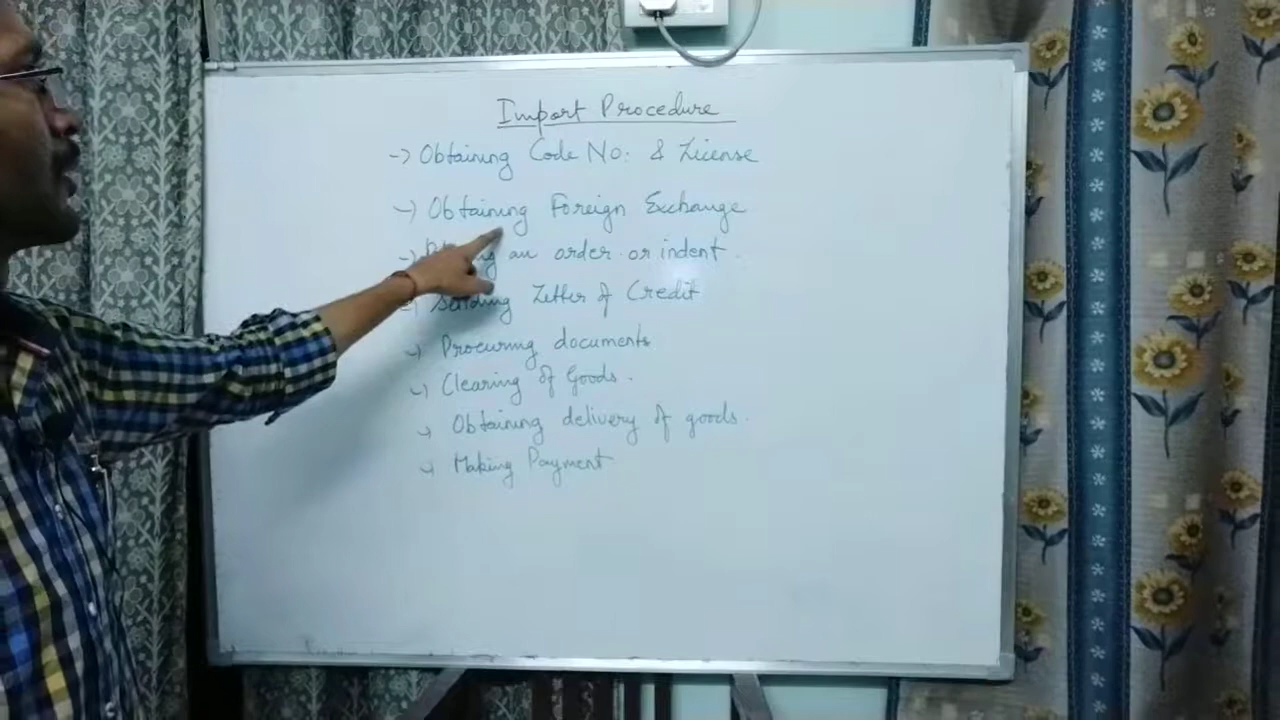 Import Procedure
-> Obtaining Code No: & License
-> Obtaining Foreign Exchange
-> an order or indent.
-> Sending Letter of Credit
-> Procuring documents
-> Clearing of Goods.
-> Obtaining delivery of goods.
-> Making Payment